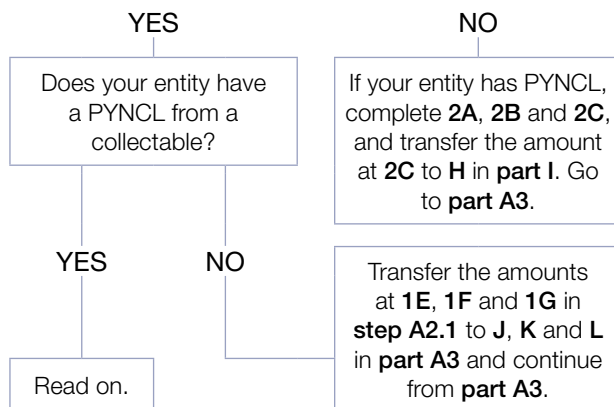 YES
NO
Does your entity have
a PYNCL from a
collectable?
If your entity has PYNCL,
complete 2A, 2B and 2C,
and transfer the amount
at 2C to H in part I. Go
to part A3.
YES
NO
Transfer the amounts
at 1E, 1F and 1G in
step A2.1 to J, K and L
in part A3 and continue
from part A3.
Read on.